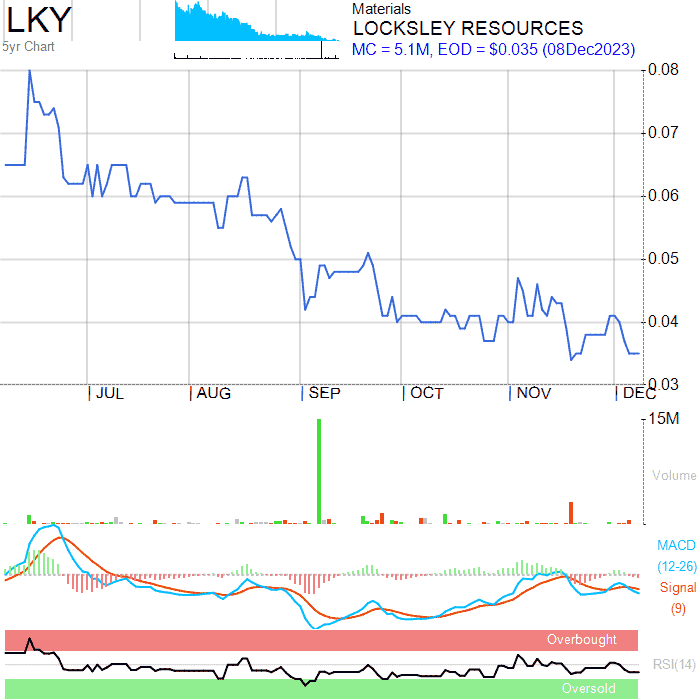 LKY
5yr Chart
Materials
LOCKSLEY RESOURCES
MC = 5.1M, EOD = $0.035 (08Dec2023)
0.08
0.07
0.06
0.05
0.04
0.03
JUL AUG SEP OCT NOV DEC
15M
Volume
MACD
(12-26)
Signal
(9)
Overbought
RSI(14)
Oversold